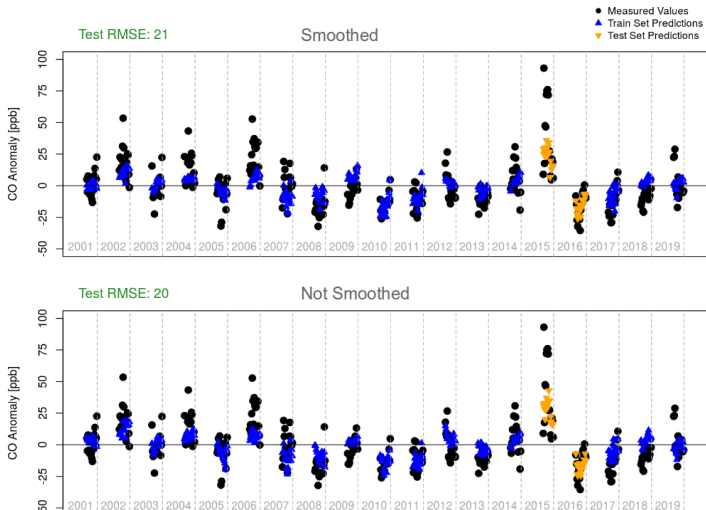 Measured Values
Train Set Predictions
Test Set Predictions
Test RMSE: 21
Smoothed
CO Anomaly [ppb]
100
75
50
25
0
-25
-50
2001 2002 2003 2004 2005 2006 2007 2008 2009 2010 2011 2012 2013 2014 2015 2016 2017 2018 2019
Test RMSE: 20
Not Smoothed
CO Anomaly [ppb]
100
75
50
25
0
-25
50
2001 2002 2003 2004 2005 2006 2007 2008 2009 2010 2011 2012 2013 2014 2015 2016 2017 2018 2019